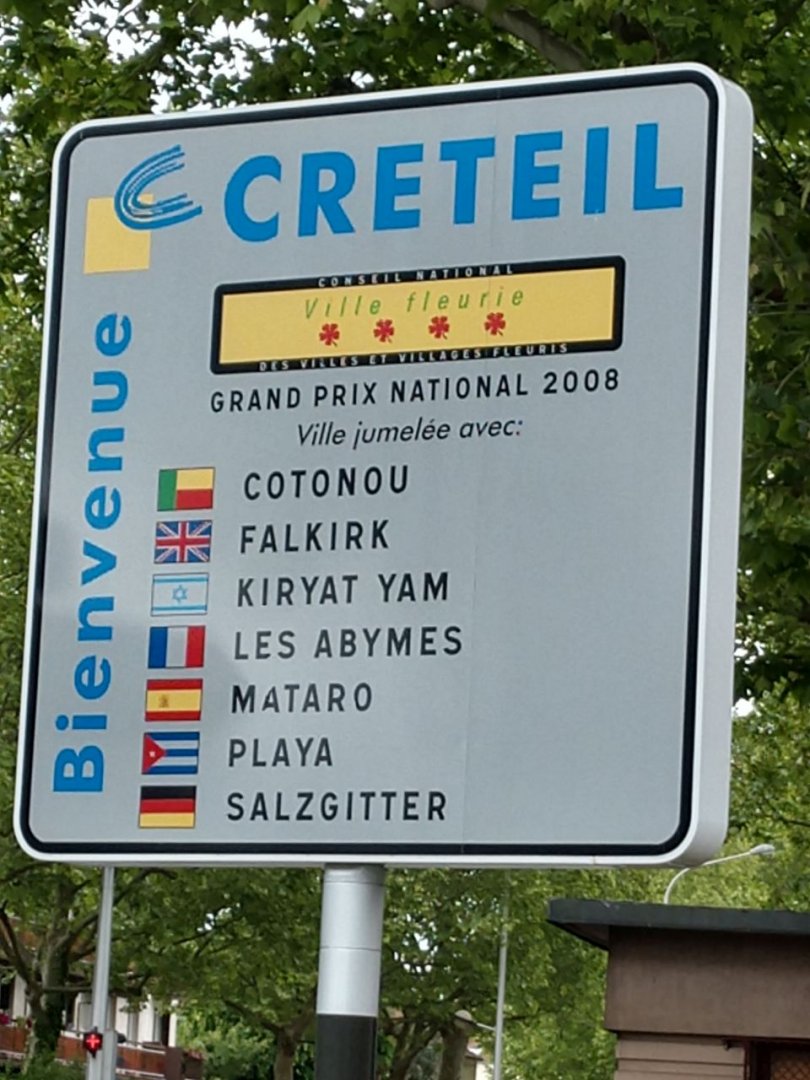 CRETEIL
Bienvenue
CONSEIL NATIONAL
Ville fleurie
DES VILLES ET VILLAGES FLEURIS
GRAND PRIX NATIONAL 2008
Ville jumelée avec:
COTONOU
FALKIRK
KIRYAT YAM
LES ABYMES
MATARO
PLAYA
SALZGITTER